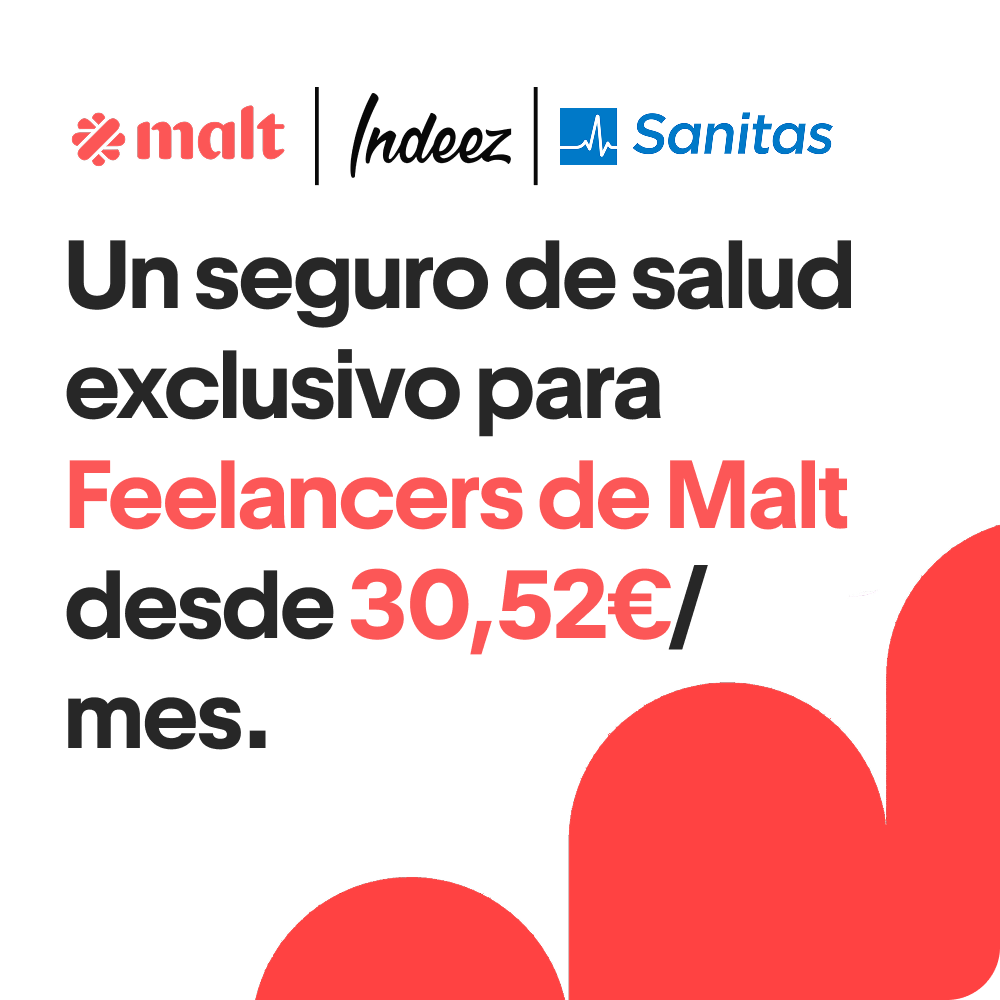 malt | Indeez | Sanitas
Un seguro de salud
exclusivo para
Feelancers de Malt
desde 30,52€/
mes.